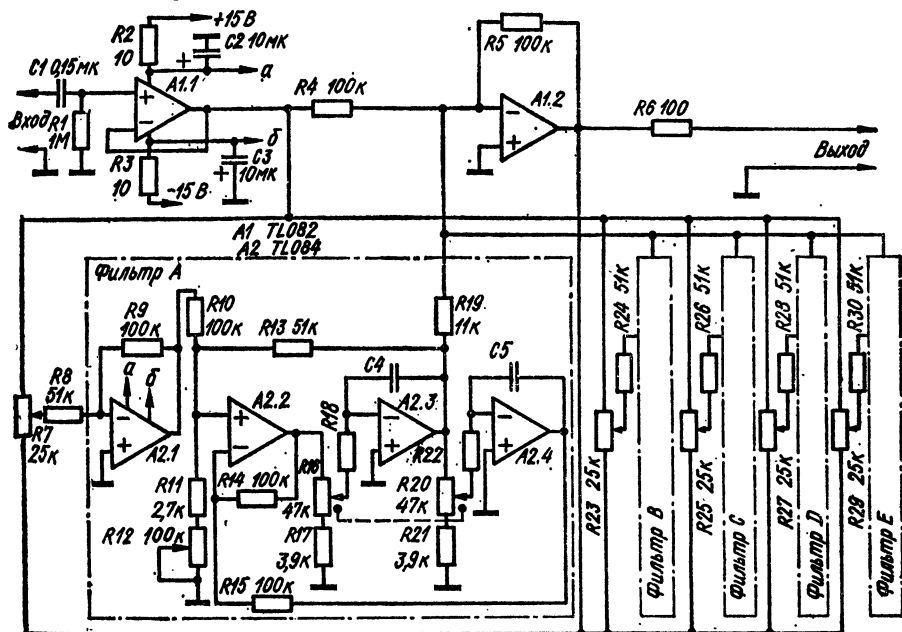 +15 В
R2
10
C2 10мк
а
C1 0,15мк
A1.1
Вход
R1
1М
R3
10
б
C3
10мк
-15 В
R4 100к
R5 100к
A1.2
R6 100
Выход
A1 TL082
A2 TL084
Фильтр А
R9
100к
R10
100к
R13 51к
R19
11к
R8
51к
а
б
R7
25к
A2.1
A2.2
C4
A2.3
C5
A2.4
R18
R22
R11
2,7к
R12 100к
R14 100к
R16
47к
R17
3,9к
R20
47к
R21
3,9к
R15 100к
R24 51к
R23 25к
Фильтр В
R26 51к
R25 25к
Фильтр С
R28 51к
R27 25к
Фильтр D
R30 51к
R29 25к
Фильтр Е